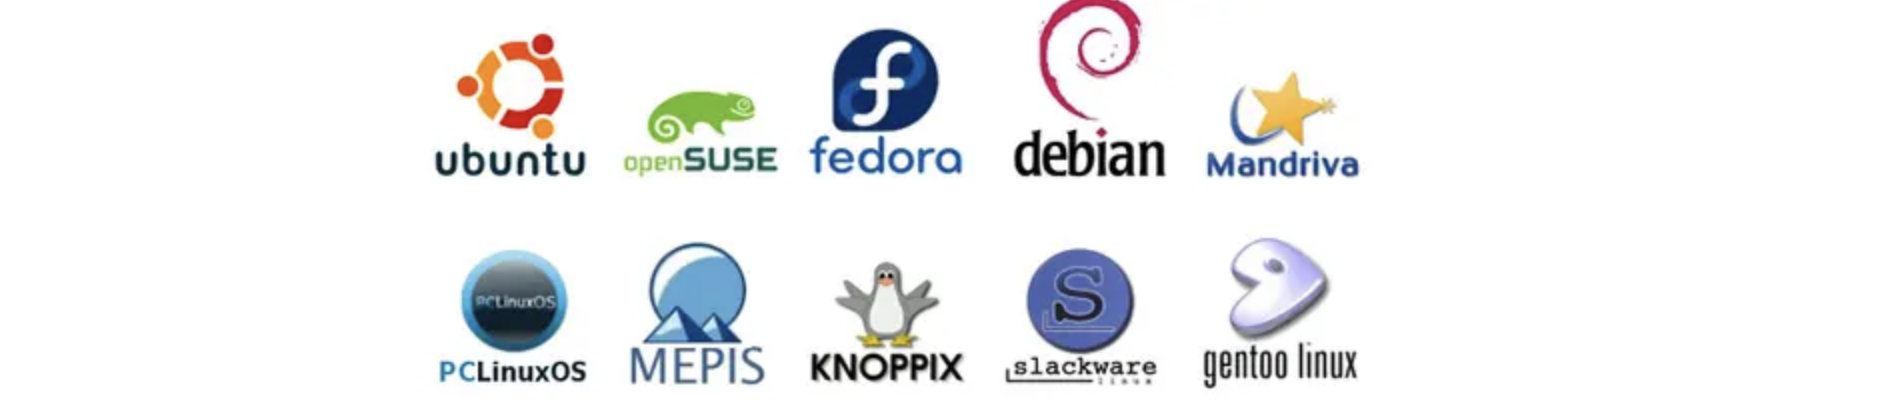 ubuntu
openSUSE
fedora
debian
Mandriva
PCLinuxOS
PCLinuxOS
MEPIS
KNOPPIX
S
slackware
linux
gentoo linux